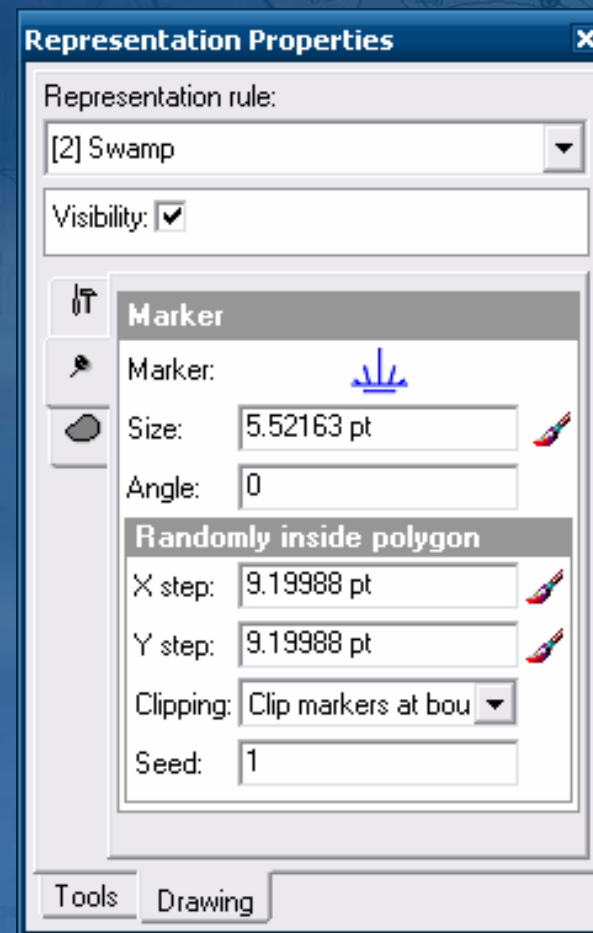 Representation Properties
Representation rule:
[2] Swamp
Visibility:
Marker
Marker:
Size: 5.52163 pt
Angle: 0
Randomly inside polygon
X step: 9.19988 pt
Y step: 9.19988 pt
Clipping: Clip markers at bou
Seed: 1
Tools Drawing